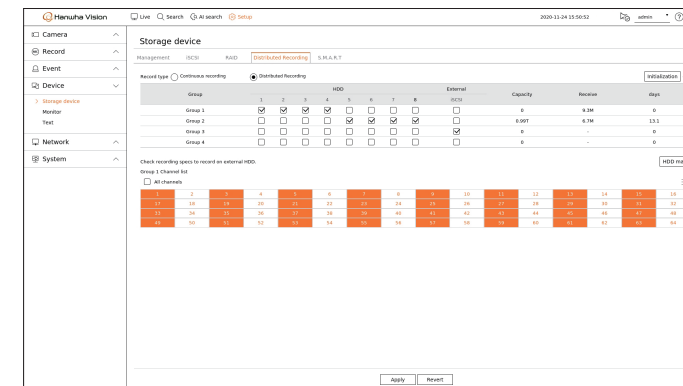 Hanwha Vision Live Search AI search Setup 2020-11-24 15:50:52 admin ?
Camera
Record
Event
Device
Storage device
Monitor
Text
Network
System
Storage device
Management iSCSI RAID Distributed Recording S.M.A.R.T
Record type Continuous recording Distributed Recording Initialization
Group HDD External Capacity Receive days
1 2 3 4 5 6 7 8 iSCSI
Group 1 0 9.3M 0
Group 2 0.99T 6.7M 13.1
Group 3 0 - 0
Group 4 0 - 0
Check recording specs to record on external HDD. HDD ma
Group 1 Channel list
All channels
1 2 3 4 5 6 7 8 9 10 11 12 13 14 15 16
17 18 19 20 21 22 23 24 25 26 27 28 29 30 31 32
33 34 35 36 37 38 39 40 41 42 43 44 45 46 47 48
49 50 51 52 53 54 55 56 57 58 59 60 61 62 63 64
Apply Revert